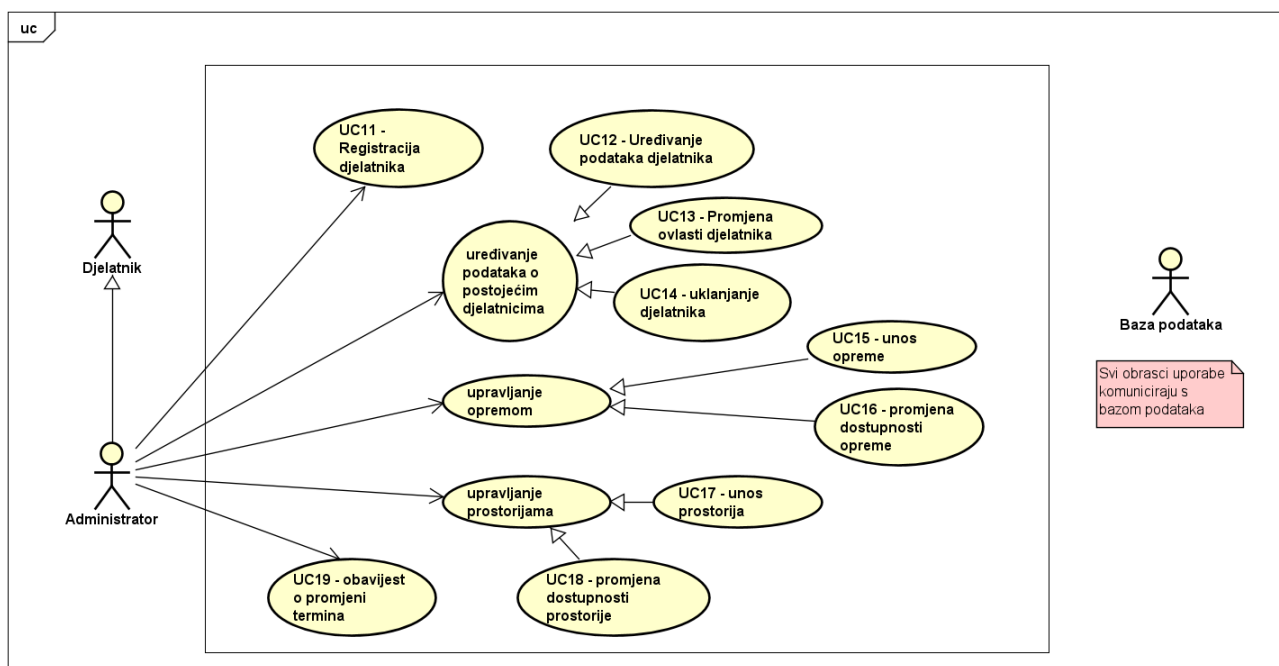 uc
UC11 -
Registracija
djelatnika
UC12 - Uređivanje
podataka djelatnika
UC13 - Promjena
ovlasti djelatnika
Djelatnik
uređivanje
podataka o
postojećim
djelatnicima
UC14 - uklanjanje
djelatnika
Baza podataka
UC15 - unos
opreme
Svi obrasci uporabe
komuniciraju s
bazom podataka
upravljanje
opremom
UC16 - promjena
dostupnosti
opreme
Administrator
upravljanje
prostorijama
UC17 - unos
prostorija
UC19 - obavijest
o promjeni
termina
UC18 - promjena
dostupnosti
prostorije